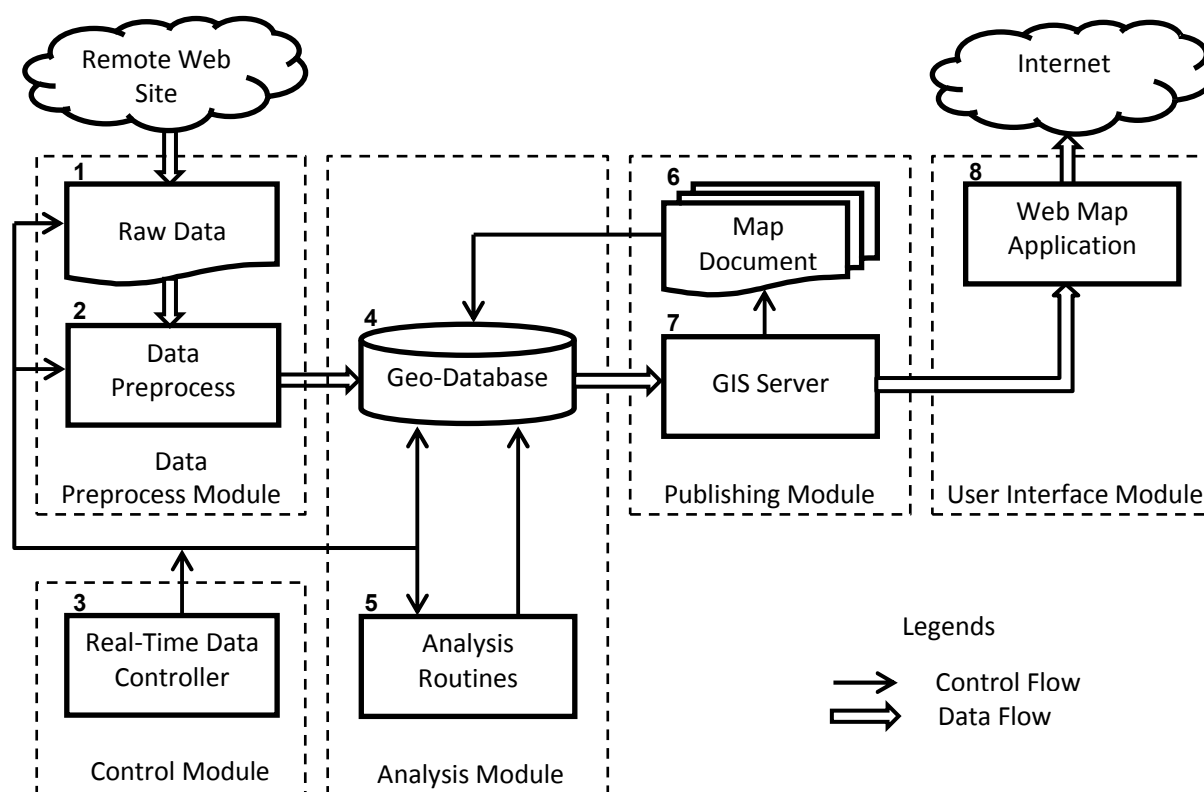 Remote Web
Site
Internet
1
Raw Data
2
Data
Preprocess
Data
Preprocess Module
3
Real-Time Data
Controller
Control Module
4
Geo-Database
5
Analysis
Routines
Analysis Module
6
Map
Document
7
GIS Server
Publishing Module
8
Web Map
Application
User Interface Module
Legends
Control Flow
Data Flow